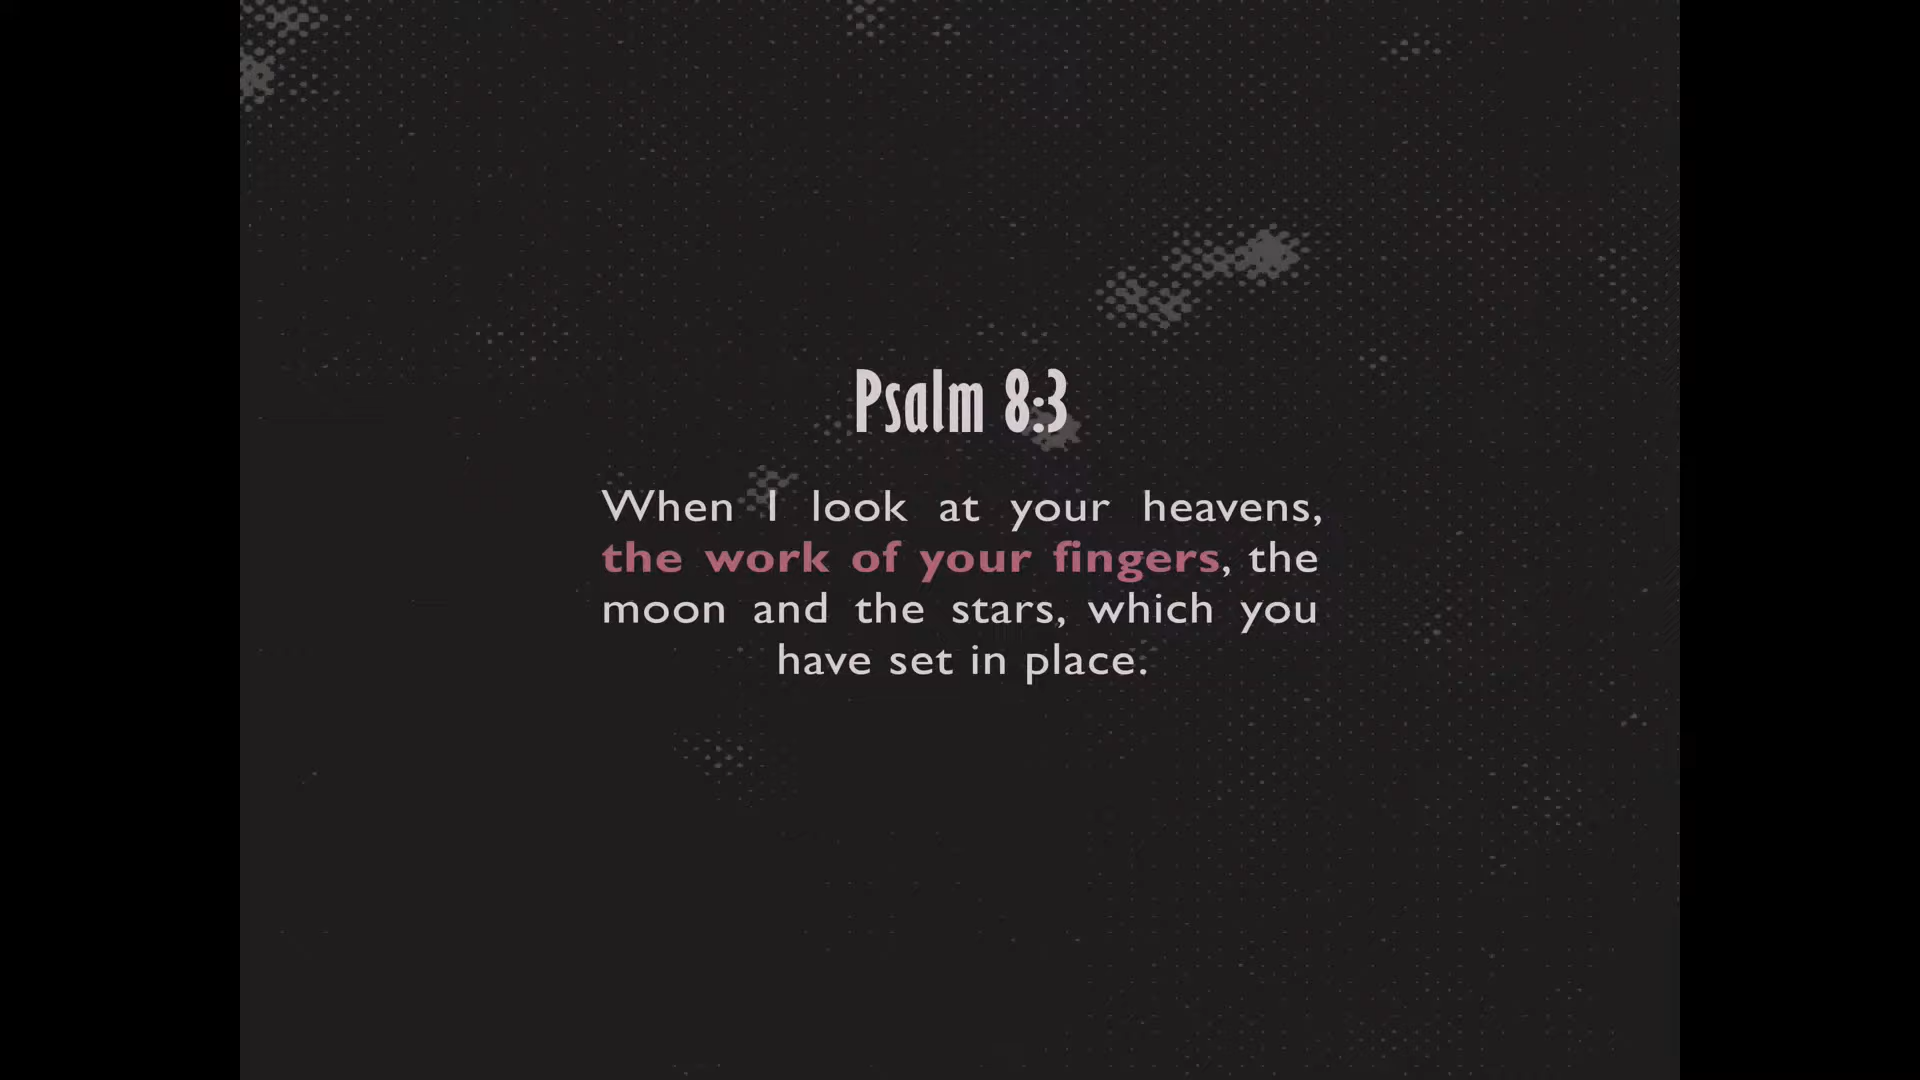 Psalm 8:3
When I look at your heavens,
the work of your fingers, the
moon and the stars, which you
have set in place.